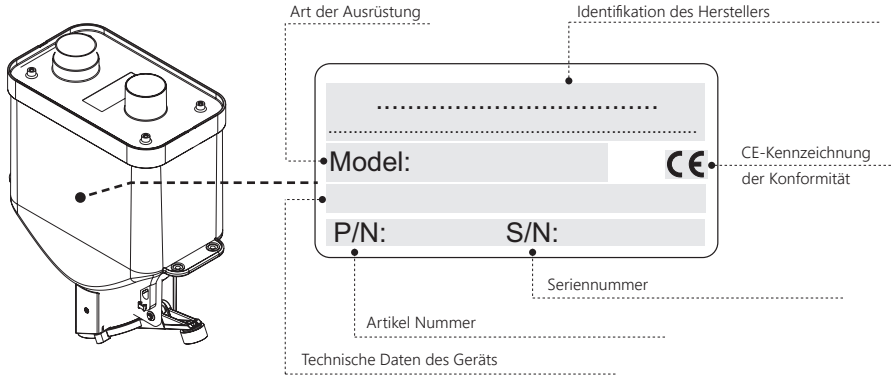 Art der Ausrüstung
Identifikation des Herstellers
Model:
CE
CE-Kennzeichnung
der Konformität
P/N:
S/N:
Seriennummer
Artikel Nummer
Technische Daten des Geräts